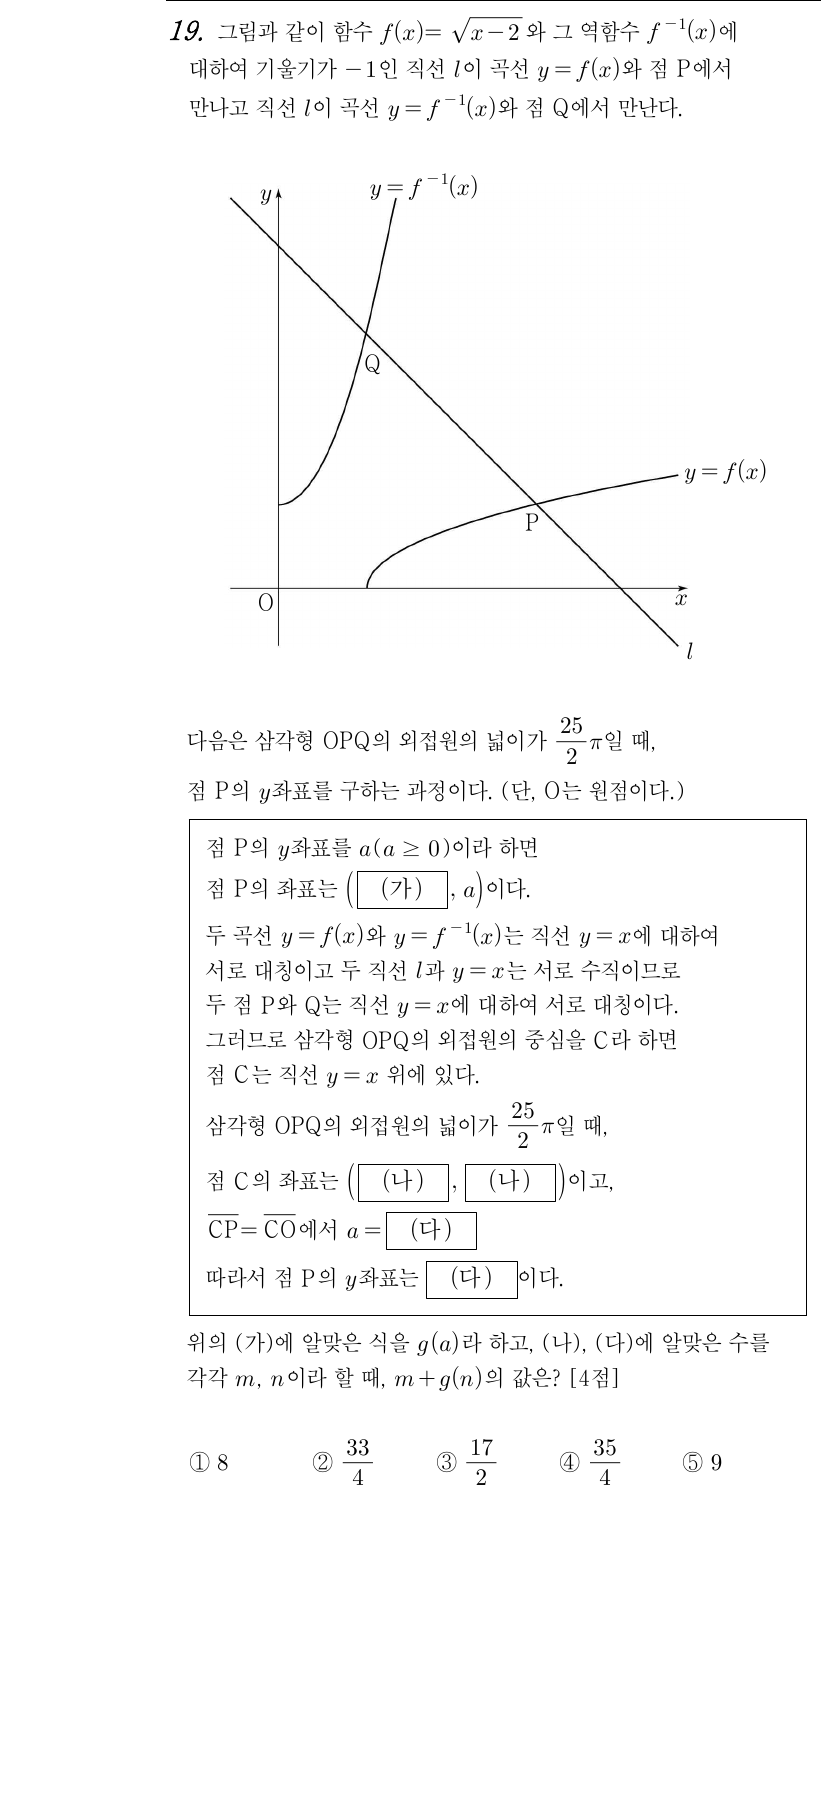 19. 그림과 같이 함수 f(x)=√(x−2) 와 그 역함수 f⁻¹(x)에
대하여 기울기가 −1인 직선 l이 곡선 y=f(x)와 점 P에서
만나고 직선 l이 곡선 y=f⁻¹(x)와 점 Q에서 만난다.
y
y=f⁻¹(x)
Q
y=f(x)
P
O
x
l
다음은 삼각형 OPQ의 외접원의 넓이가 25/2 π일 때,
점 P의 y좌표를 구하는 과정이다. (단, O는 원점이다.)
점 P의 y좌표를 a(a ≥ 0)이라 하면
점 P의 좌표는 ( (가) , a)이다.
두 곡선 y=f(x)와 y=f⁻¹(x)는 직선 y=x에 대하여
서로 대칭이고 두 직선 l과 y=x는 서로 수직이므로
두 점 P와 Q는 직선 y=x에 대하여 서로 대칭이다.
그러므로 삼각형 OPQ의 외접원의 중심을 C라 하면
점 C는 직선 y=x 위에 있다.
삼각형 OPQ의 외접원의 넓이가 25/2 π일 때,
점 C의 좌표는 ( (나) , (나) )이고,
C̅P̅=C̅O̅에서 a= (다)
따라서 점 P의 y좌표는 (다) 이다.
위의 (가)에 알맞은 식을 g(a)라 하고, (나), (다)에 알맞은 수를
각각 m, n이라 할 때, m+g(n)의 값은? [4점]
① 8 ② 33/4 ③ 17/2 ④ 35/4 ⑤ 9